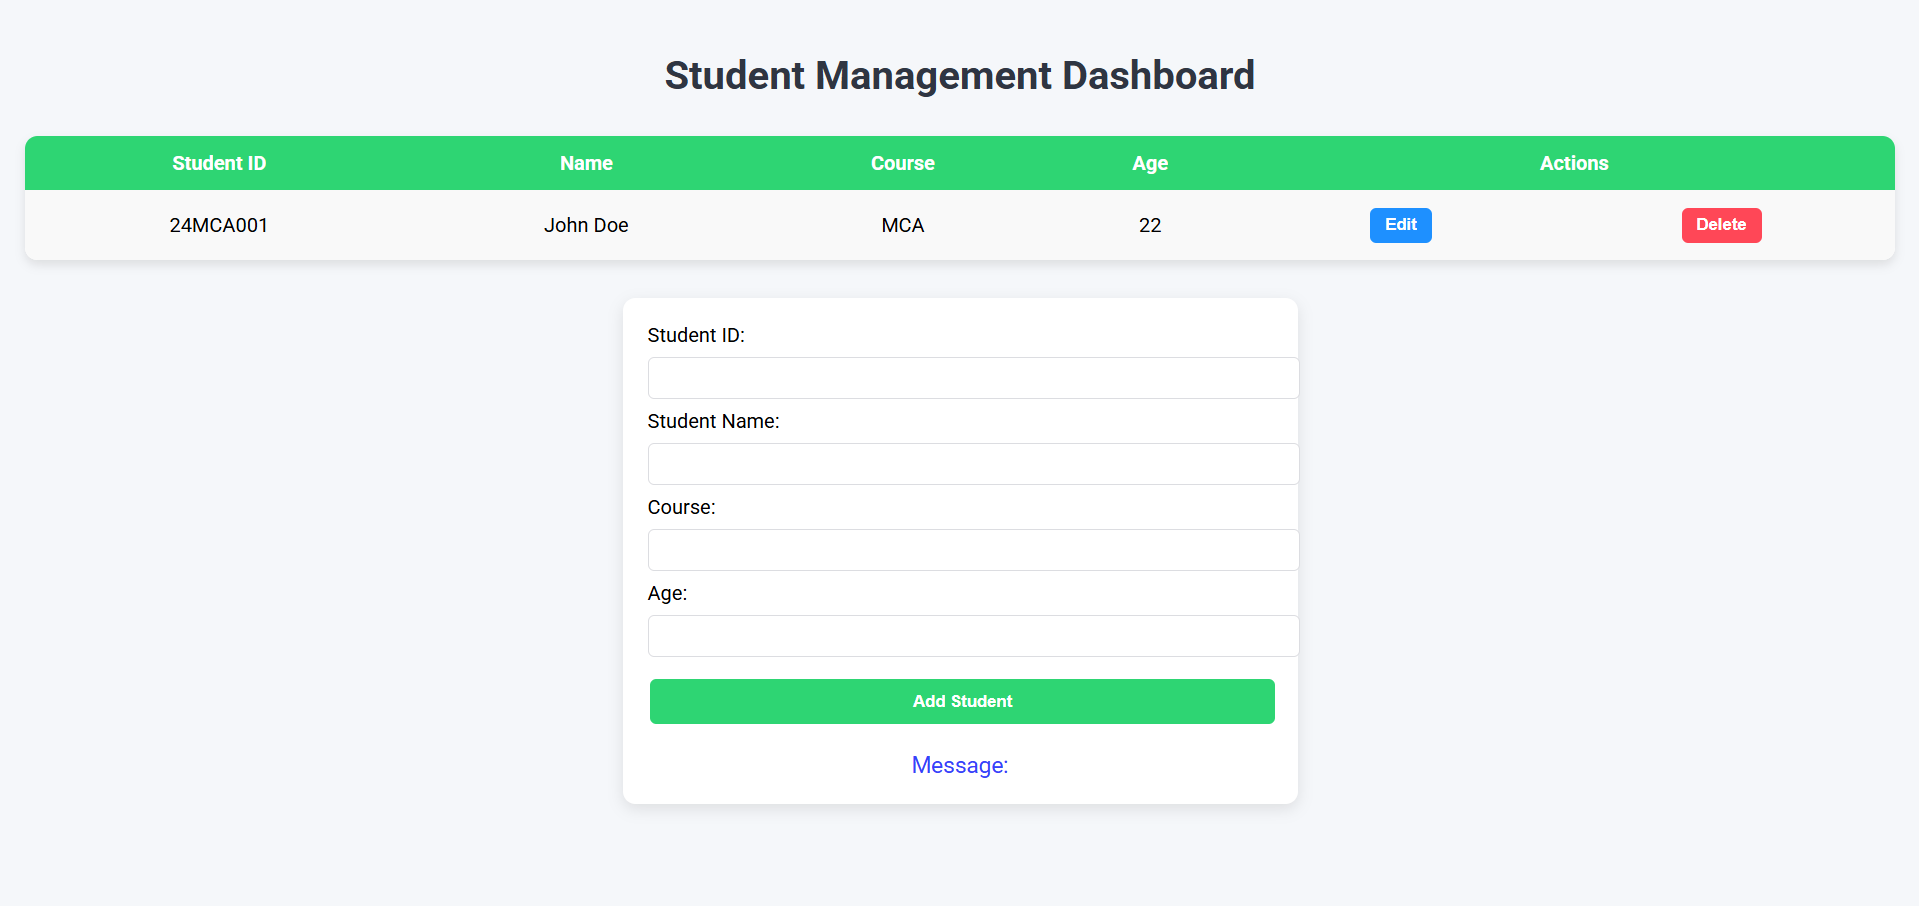 Student Management Dashboard
Student ID Name Course Age Actions
24MCA001 John Doe MCA 22 Edit Delete
Student ID:
Student Name:
Course:
Age:
Add Student
Message: